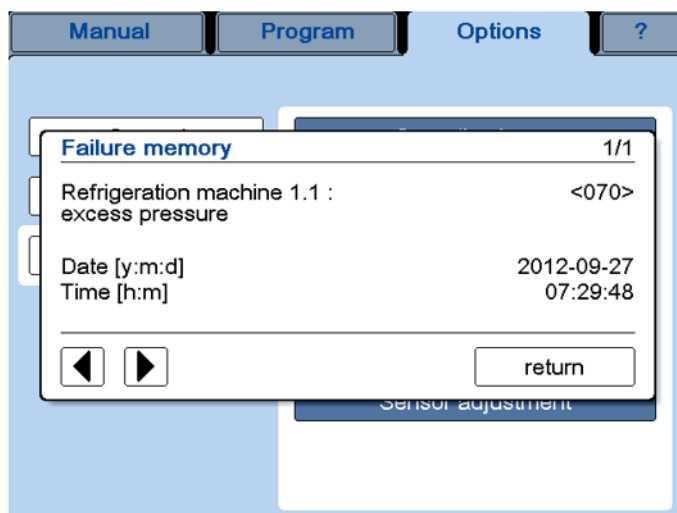 Manual Program Options ?
Failure memory 1/1
Refrigeration machine 1.1 : <070>
excess pressure
Date [y:m:d] 2012-09-27
Time [h:m] 07:29:48
return
Sensor adjustment